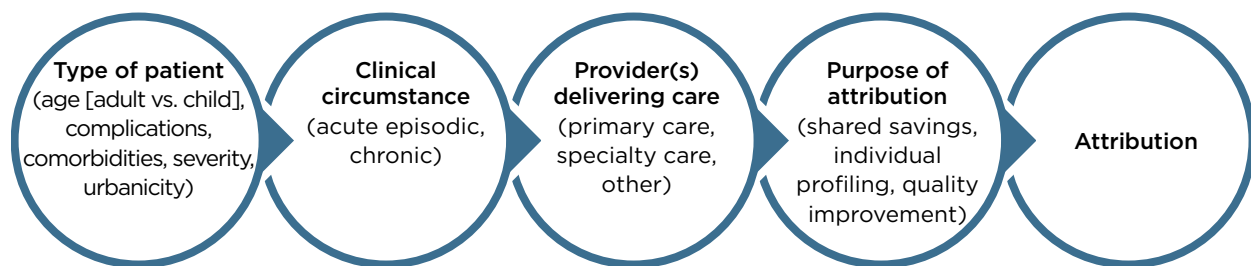 Type of patient
(age [adult vs. child],
complications,
comorbidities, severity,
urbanicity)
Clinical
circumstance
(acute episodic,
chronic)
Provider(s)
delivering care
(primary care,
specialty care,
other)
Purpose of
attribution
(shared savings,
individual
profiling, quality
improvement)
Attribution